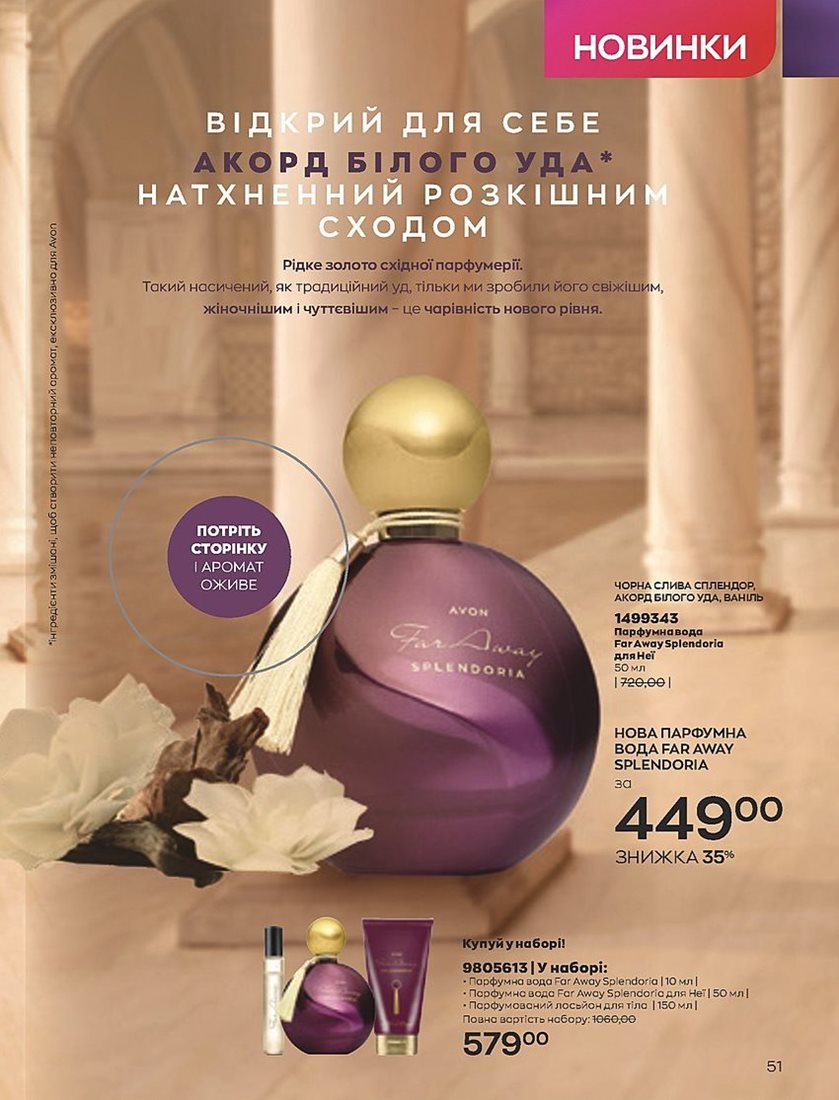 НОВИНКИ
ВІДКРИЙ ДЛЯ СЕБЕ
АКОРД БІЛОГО УДА*
НАТХНЕННИЙ РОЗКІШНИМ
СХОДОМ
Рідке золото східної парфумерії.
Такий насичений, як традиційний уд, тільки ми зробили його свіжішим,
жіночнішим і чуттєвішим – це чарівність нового рівня.
*Інгредієнти змішані, щоб створити неповторний аромат, ексклюзивно для Avon
ПОТРІТЬ
СТОРІНКУ
І АРОМАТ
ОЖИВЕ
AVON
Far Away
SPLENDORIA
ЧОРНА СЛИВА СПЛЕНДОР,
АКОРД БІЛОГО УДА, ВАНІЛЬ
1499343
Парфумна вода
Far Away Splendoria
для Неї
50 мл
| 720,00 |
НОВА ПАРФУМНА
ВОДА FAR AWAY
SPLENDORIA
за
44900
ЗНИЖКА 35%
Купуй у наборі!
9805613 | У наборі:
• Парфумна вода Far Away Splendoria | 10 мл |
• Парфумна вода Far Away Splendoria для Неї | 50 мл |
• Парфумований лосьйон для тіла | 150 мл |
Повна вартість набору: 1060,00
57900
51